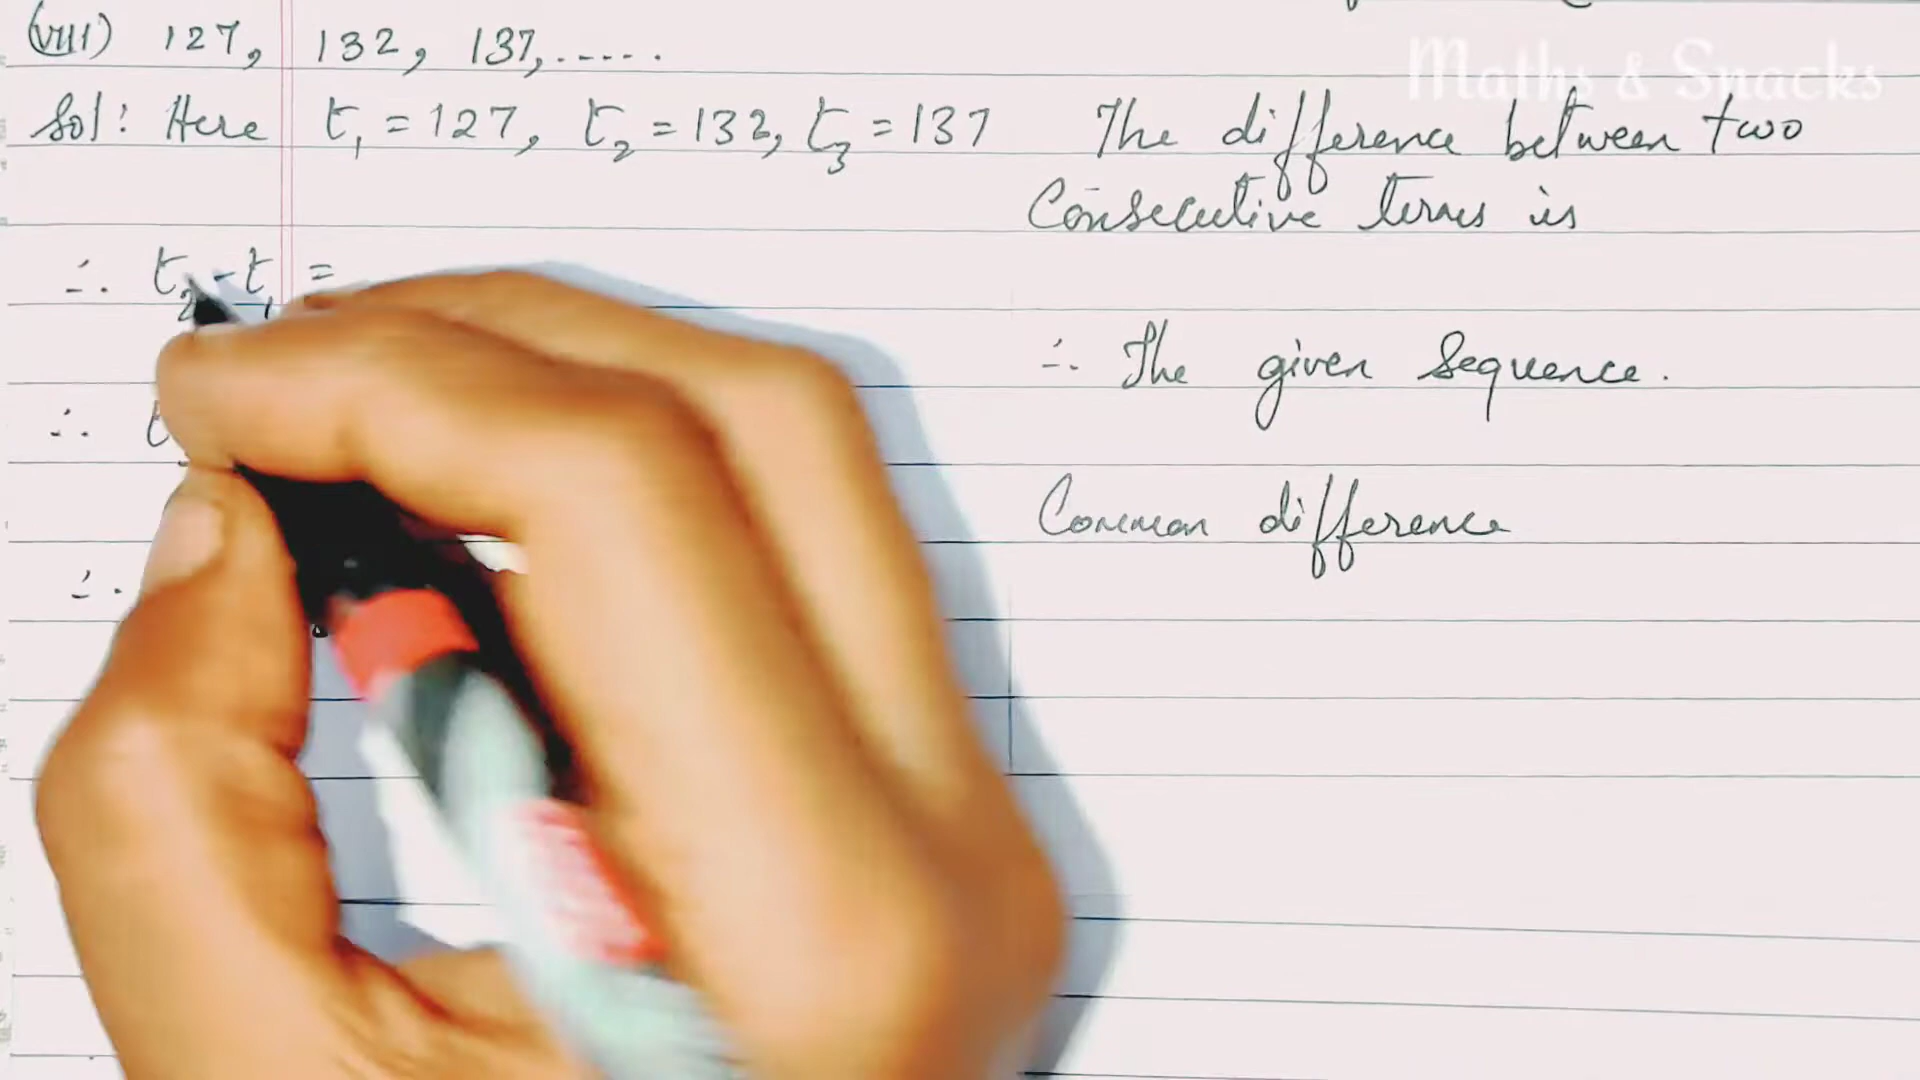 (VIII) 127, 132, 137, .....
Sol: Here t₁ = 127, t₂ = 132, t₃ = 137
∴ t₂ - t₁ =
∴ t
∴
Maths & Snacks
The difference between two
Consecutive terms is
∴ The given Sequence.
Common difference